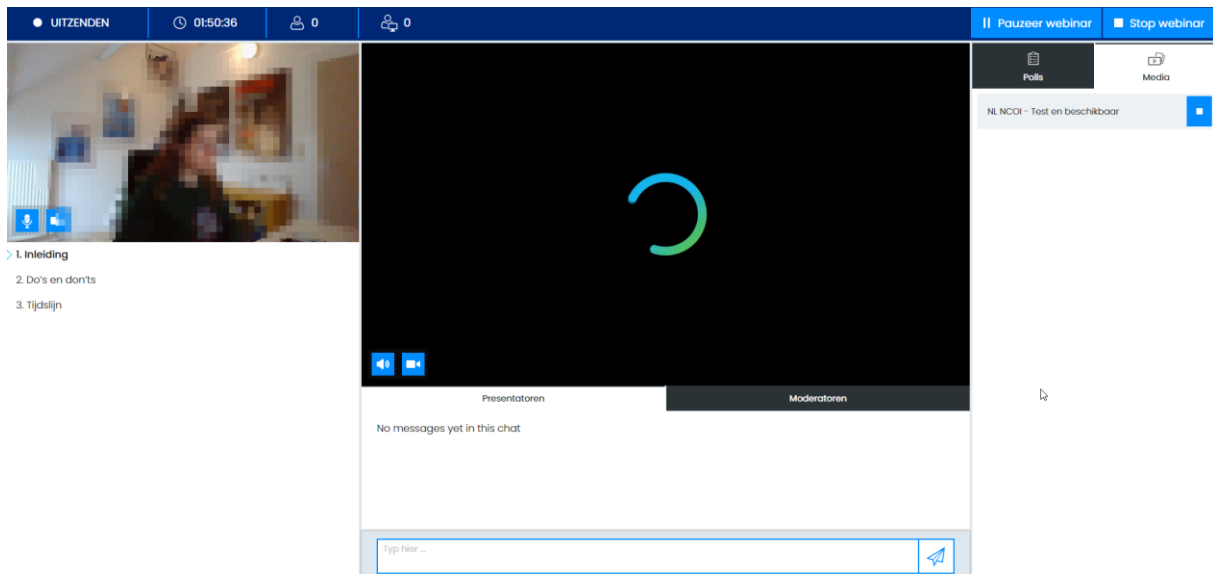 UITZENDEN
01:50:36
0
0
Pauzeer webinar
Stop webinar
Polls
Media
NL NCOI - Test en beschikbaar
1. Inleiding
2. Do's en don'ts
3. Tijdslijn
Presentatoren
Moderatoren
No messages yet in this chat
Typ hier ...